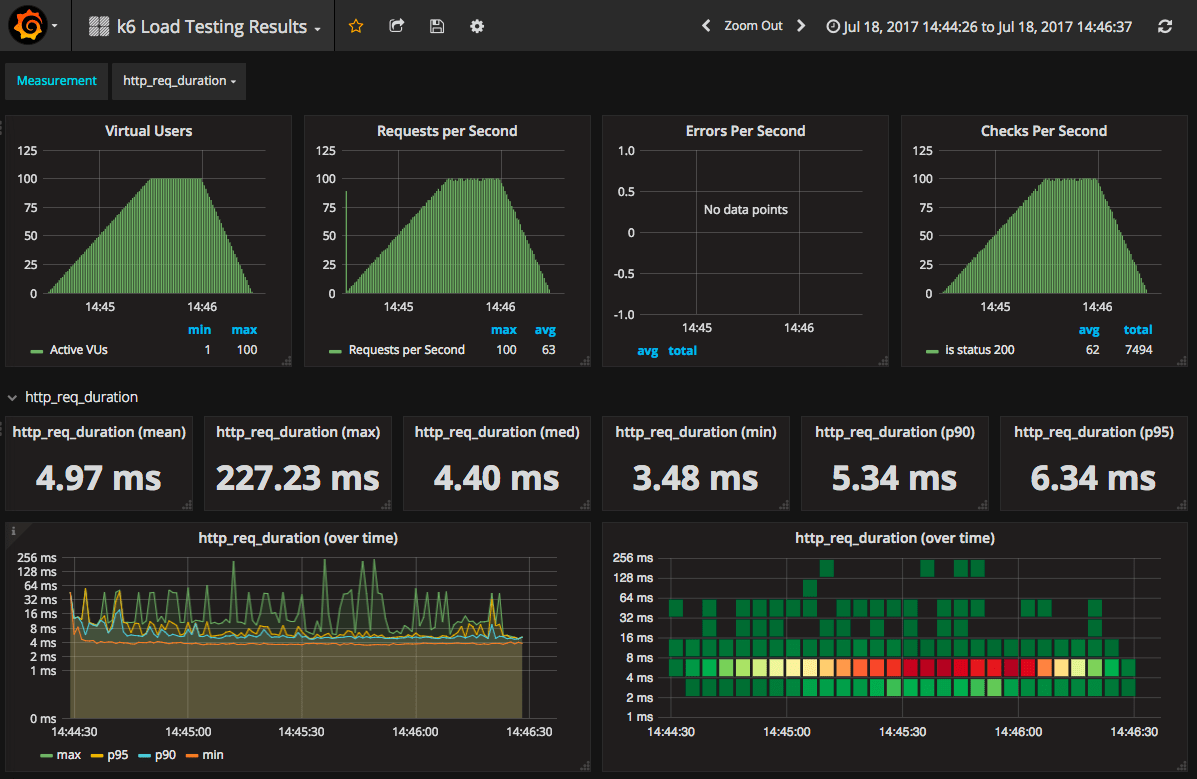 k6 Load Testing Results
Zoom Out
Jul 18, 2017 14:44:26 to Jul 18, 2017 14:46:37
Measurement http_req_duration
Virtual Users
125
100
75
50
25
0
14:45 14:46
min max
Active VUs 1 100
Requests per Second
125
100
75
50
25
0
14:45 14:46
max avg
Requests per Second 100 63
Errors Per Second
1.0
0.5
0
-0.5
-1.0
No data points
14:45 14:46
avg total
Checks Per Second
125
100
75
50
25
0
14:45 14:46
avg total
is status 200 62 7494
http_req_duration
http_req_duration (mean)
4.97 ms
http_req_duration (max)
227.23 ms
http_req_duration (med)
4.40 ms
http_req_duration (min)
3.48 ms
http_req_duration (p90)
5.34 ms
http_req_duration (p95)
6.34 ms
i
http_req_duration (over time)
256 ms
128 ms
64 ms
32 ms
16 ms
8 ms
4 ms
2 ms
1 ms
0 ms
14:44:30 14:45:00 14:45:30 14:46:00 14:46:30
max p95 p90 min
http_req_duration (over time)
256 ms
128 ms
64 ms
32 ms
16 ms
8 ms
4 ms
2 ms
1 ms
14:44:30 14:45:00 14:45:30 14:46:00 14:46:30